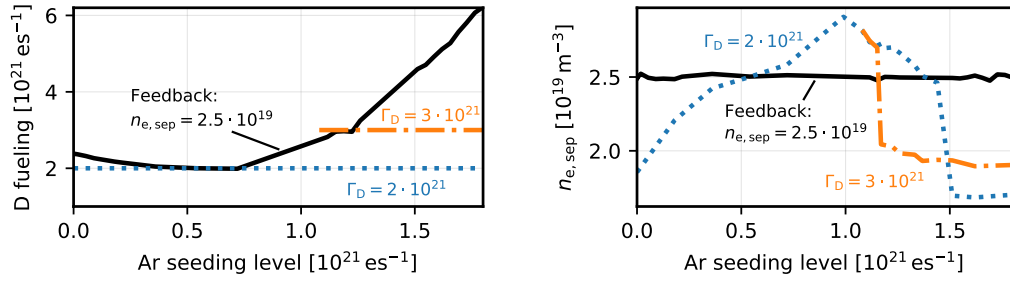 D fueling [10²¹ es⁻¹]
6
4
2
Feedback:
nₑ,ₛₑₚ = 2.5 · 10¹⁹
Γ_D = 3 · 10²¹
Γ_D = 2 · 10²¹
0.0 0.5 1.0 1.5
Ar seeding level [10²¹ es⁻¹]
nₑ,ₛₑₚ [10¹⁹ m⁻³]
2.5
2.0
Γ_D = 2 · 10²¹
Feedback:
nₑ,ₛₑₚ = 2.5 · 10¹⁹
Γ_D = 3 · 10²¹
0.0 0.5 1.0 1.5
Ar seeding level [10²¹ es⁻¹]